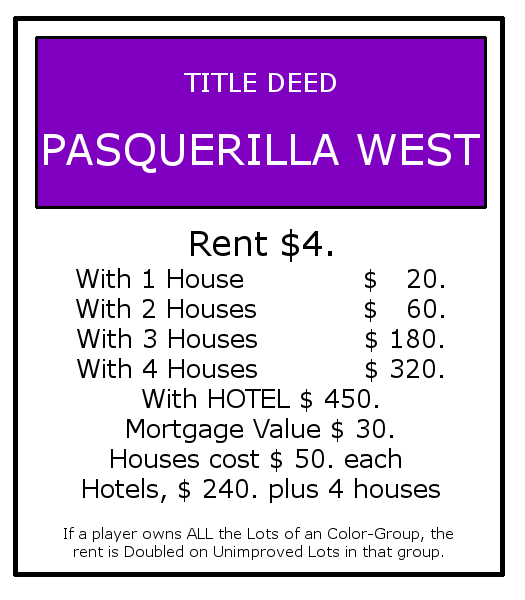 TITLE DEED
PASQUERILLA WEST
Rent $4.
With 1 House $ 20.
With 2 Houses $ 60.
With 3 Houses $ 180.
With 4 Houses $ 320.
With HOTEL $ 450.
Mortgage Value $ 30.
Houses cost $ 50. each
Hotels, $ 240. plus 4 houses
If a player owns ALL the Lots of an Color-Group, the
rent is Doubled on Unimproved Lots in that group.